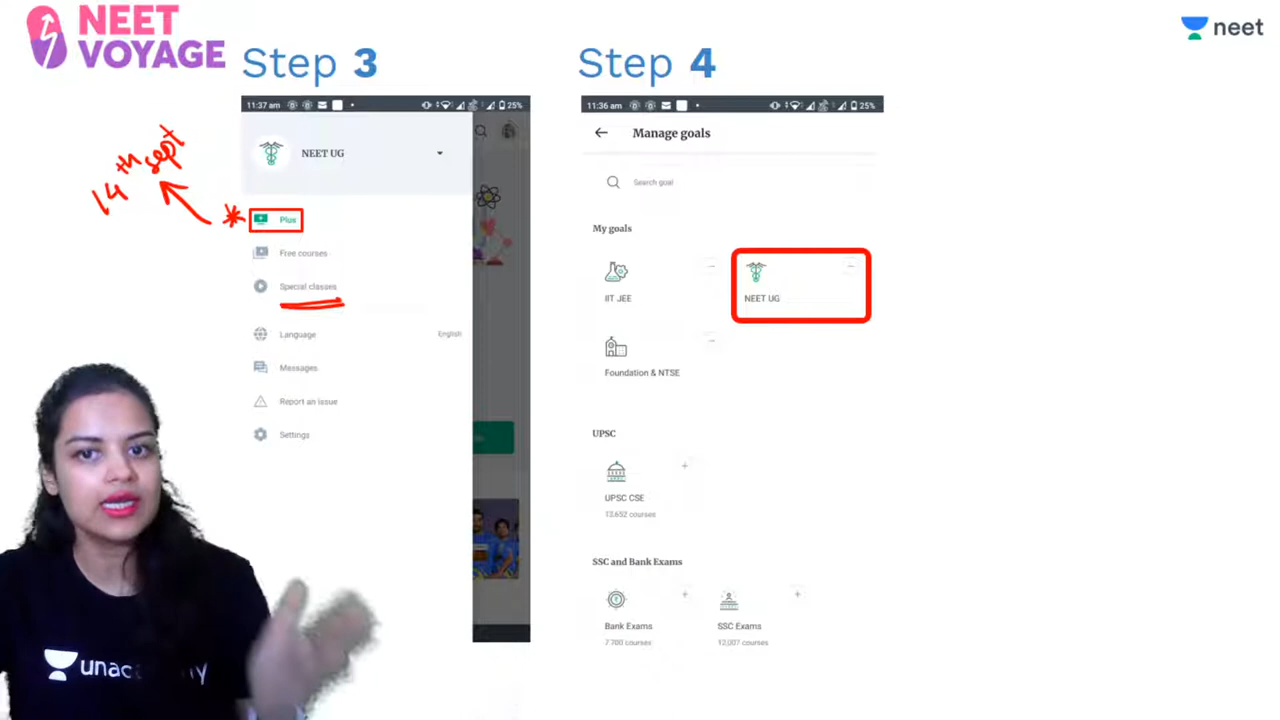 NEET
VOYAGE
neet
Step 3
Step 4
11:37 am
25%
NEET UG
14th sept
Plus
Free courses
Special classes
Language
English
Messages
Report an issue
Settings
11:36 am
25%
Manage goals
Search goal
My goals
IIT JEE
NEET UG
Foundation & NTSE
UPSC
UPSC CSE
13,652 courses
SSC and Bank Exams
Bank Exams
SSC Exams
7,700 courses
12,007 courses
unacademy